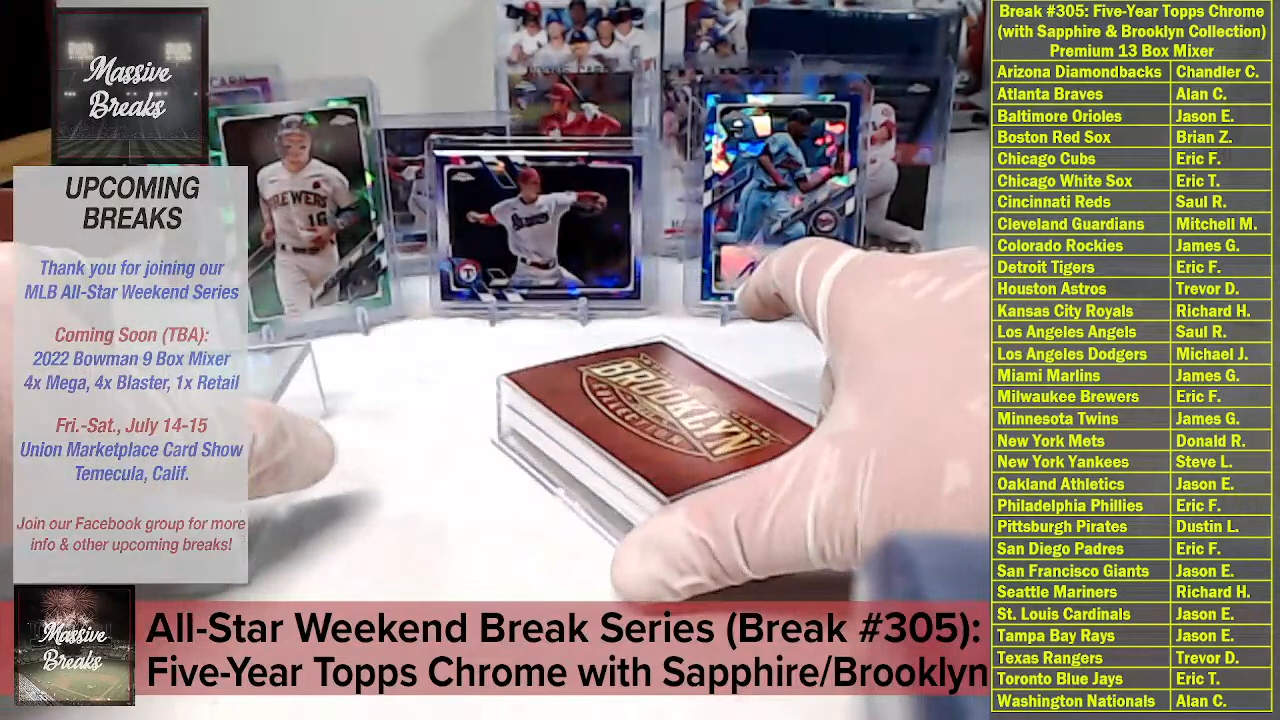 Massive
Breaks
UPCOMING
BREAKS
Thank you for joining our
MLB All-Star Weekend Series
Coming Soon (TBA):
2022 Bowman 9 Box Mixer
4x Mega, 4x Blaster, 1x Retail
Fri.-Sat., July 14-15
Union Marketplace Card Show
Temecula, Calif.
Join our Facebook group for more
info & other upcoming breaks!
BREWERS
16
BROOKLYN
COLLECTION
Massive
Breaks
All-Star Weekend Break Series (Break #305):
Five-Year Topps Chrome with Sapphire/Brooklyn
Break #305: Five-Year Topps Chrome
(with Sapphire & Brooklyn Collection)
Premium 13 Box Mixer
Arizona Diamondbacks Chandler C.
Atlanta Braves Alan C.
Baltimore Orioles Jason E.
Boston Red Sox Brian Z.
Chicago Cubs Eric F.
Chicago White Sox Eric T.
Cincinnati Reds Saul R.
Cleveland Guardians Mitchell M.
Colorado Rockies James G.
Detroit Tigers Eric F.
Houston Astros Trevor D.
Kansas City Royals Richard H.
Los Angeles Angels Saul R.
Los Angeles Dodgers Michael J.
Miami Marlins James G.
Milwaukee Brewers Eric F.
Minnesota Twins James G.
New York Mets Donald R.
New York Yankees Steve L.
Oakland Athletics Jason E.
Philadelphia Phillies Eric F.
Pittsburgh Pirates Dustin L.
San Diego Padres Eric F.
San Francisco Giants Jason E.
Seattle Mariners Richard H.
St. Louis Cardinals Jason E.
Tampa Bay Rays Jason E.
Texas Rangers Trevor D.
Toronto Blue Jays Eric T.
Washington Nationals Alan C.